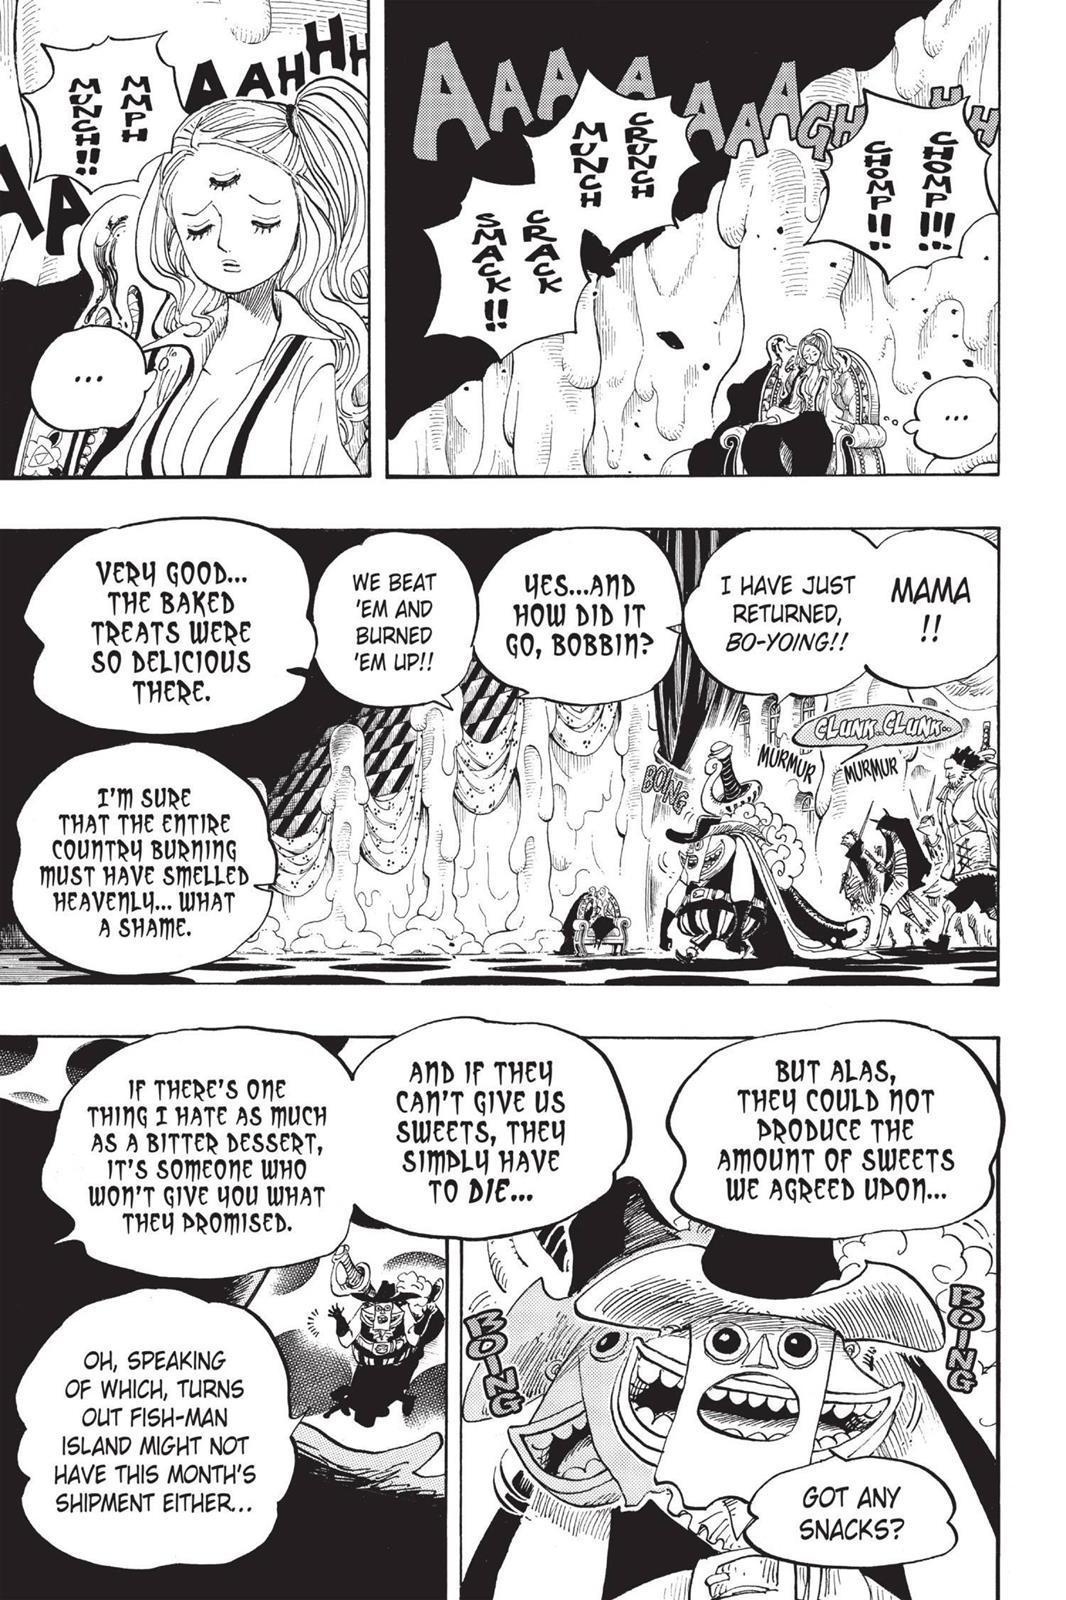 AAAAAAAGHHH
CHOMP!!!
CHOMP!!
CRUNCH
MUNCH
CRACK
SMACK!!
...
AAHHH
MMPH
MUNCH!!
AAA
...
MAMA
!!
I HAVE JUST
RETURNED,
BO-YOING!!
CLUNK..CLUNK..
MURMUR
MURMUR
BOING
YES...AND
HOW DID IT
GO, BOBBIN?
WE BEAT
'EM AND
BURNED
'EM UP!!
VERY GOOD...
THE BAKED
TREATS WERE
SO DELICIOUS
THERE.
I'M SURE
THAT THE ENTIRE
COUNTRY BURNING
MUST HAVE SMELLED
HEAVENLY... WHAT
A SHAME.
BUT ALAS,
THEY COULD NOT
PRODUCE THE
AMOUNT OF SWEETS
WE AGREED UPON...
AND IF THEY
CAN'T GIVE US
SWEETS, THEY
SIMPLY HAVE
TO DIE...
BOING
BOING
GOT ANY
SNACKS?
IF THERE'S ONE
THING I HATE AS MUCH
AS A BITTER DESSERT,
IT'S SOMEONE WHO
WON'T GIVE YOU WHAT
THEY PROMISED.
OH, SPEAKING
OF WHICH, TURNS
OUT FISH-MAN
ISLAND MIGHT NOT
HAVE THIS MONTH'S
SHIPMENT EITHER...